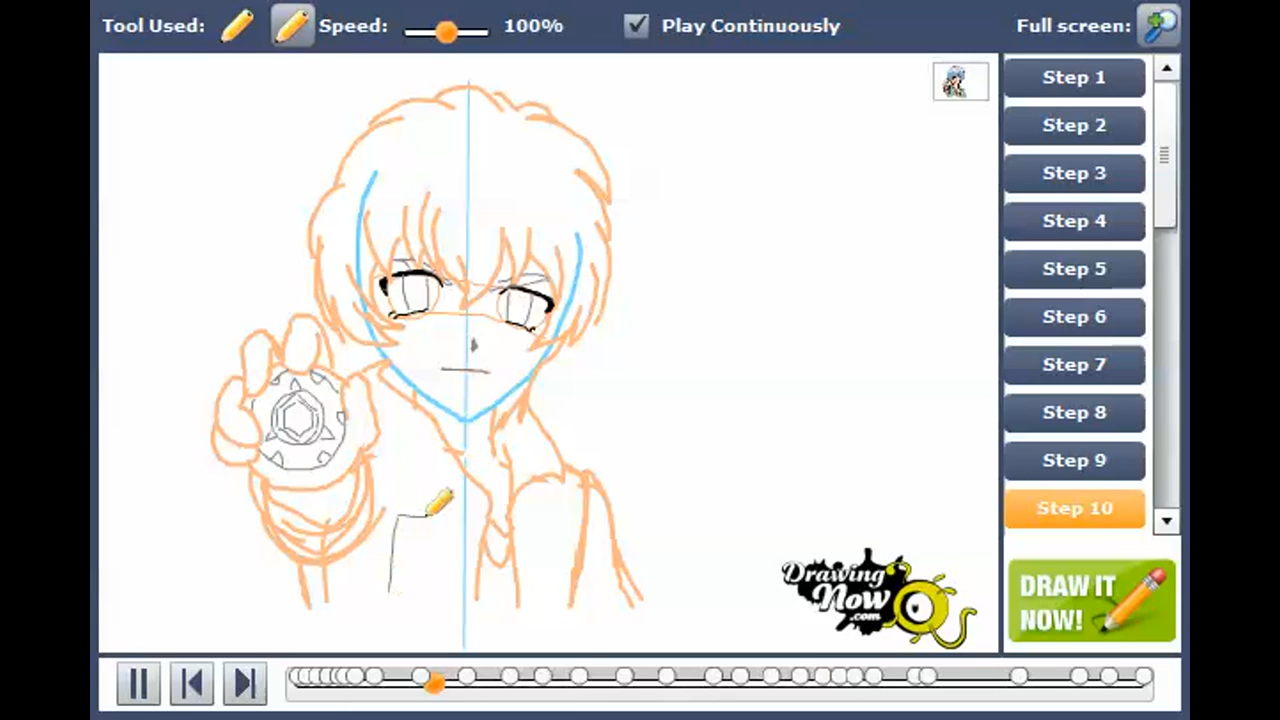 Tool Used:
Speed:
100%
Play Continuously
Full screen:
Step 1
Step 2
Step 3
Step 4
Step 5
Step 6
Step 7
Step 8
Step 9
Step 10
Drawing
Now
.com
DRAW IT
NOW!